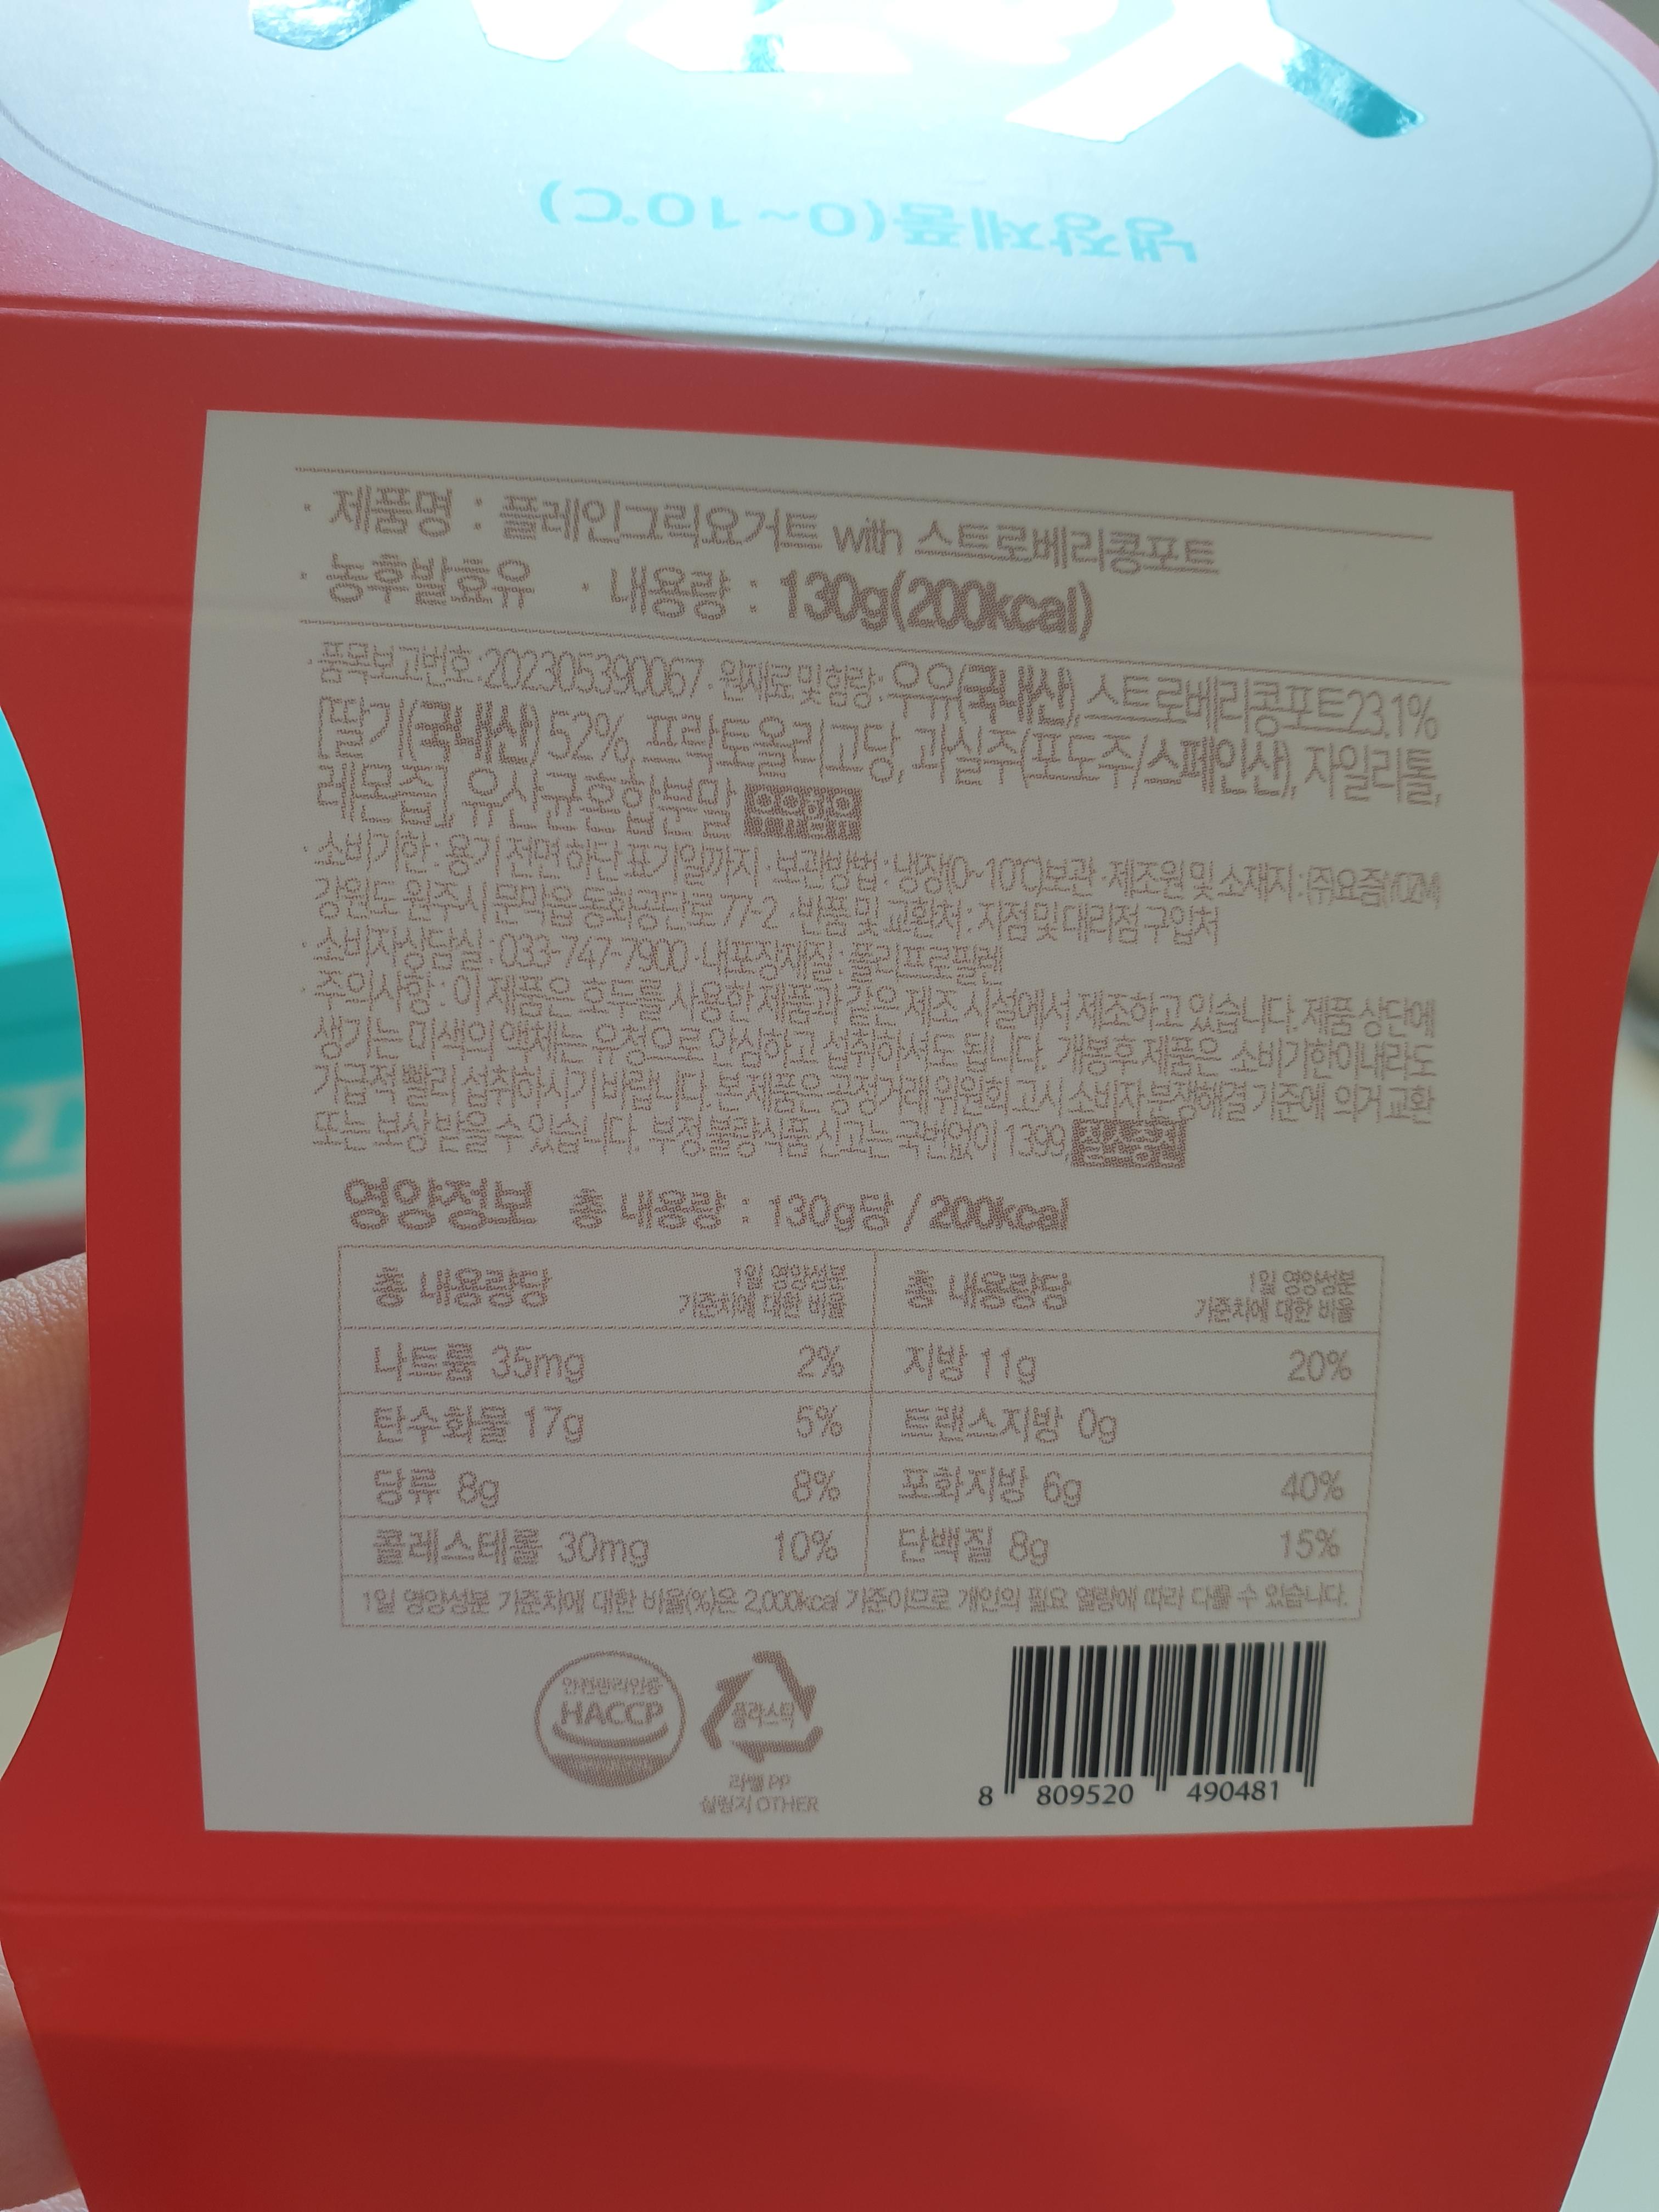 냉장제품(0~10℃)
· 제품명 : 플레인그릭요거트 with 스트로베리콩포트
· 농후발효유 · 내용량 : 130g(200kcal)
· 품목보고번호:202305390067 · 원재료및함량:우유(국내산),스트로베리콩포트23.1%
[딸기(국내산)52%, 프락토올리고당, 과실주(포도주/스페인산), 자일리톨,
레몬즙], 유산균혼합분말 우유함유
· 소비기한 : 용기 전면 하단 표기일까지 · 보관방법 : 냉장(0~10℃)보관 · 제조원 및 소재지 : ㈜요즘(YOZM)
강원도 원주시 문막읍 동화공단로 77-2 · 반품 및 교환처 : 지점 및 대리점 구입처
· 소비자상담실 : 033-747-7900 · 내포장재질 : 폴리프로필렌
· 주의사항 : 이 제품은 호두를 사용한 제품과 같은 제조 시설에서 제조하고 있습니다. 제품 상단에
생기는 미색의 액체는 유청으로 안심하고 섭취하셔도 됩니다. 개봉후 제품은 소비기한이내라도
가급적 빨리 섭취하시기 바랍니다. 본 제품은 공정거래 위원회 고시 소비자 분쟁해결 기준에 의거 교환
또는 보상 받을 수 있습니다. 부정,불량식품 신고는 국번없이 1399,
영양정보 총 내용량 : 130g당 / 200kcal
총 내용량당 1일 영양성분 기준치에 대한 비율 총 내용량당 1일 영양성분 기준치에 대한 비율
나트륨 35mg 2% 지방 11g 20%
탄수화물 17g 5% 트랜스지방 0g
당류 8g 8% 포화지방 6g 40%
콜레스테롤 30mg 10% 단백질 8g 15%
1일 영양성분 기준치에 대한 비율(%)은 2,000kcal 기준이므로 개인의 필요 열량에 따라 다를 수 있습니다.
안전관리인증
HACCP
플라스틱
라벨 PP
실링지 OTHER
8 809520 490481